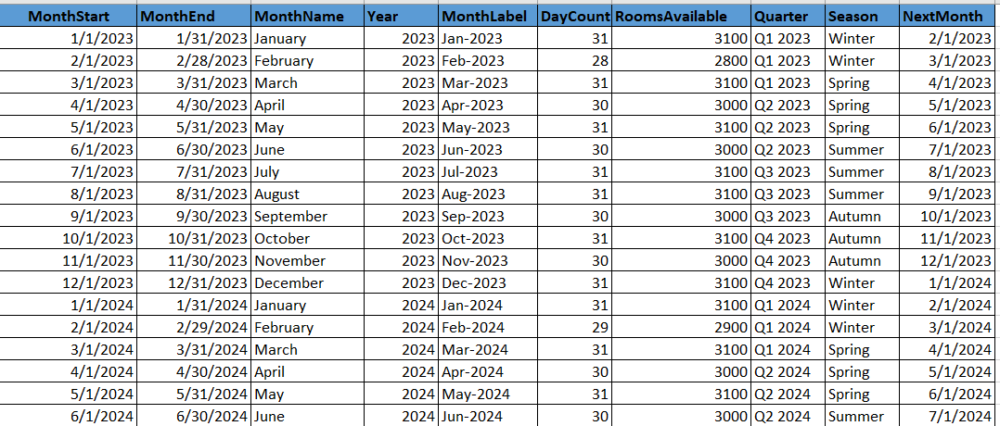 MonthStart MonthEnd MonthName Year MonthLabel DayCount RoomsAvailable Quarter Season NextMonth
1/1/2023 1/31/2023 January 2023 Jan-2023 31 3100 Q1 2023 Winter 2/1/2023
2/1/2023 2/28/2023 February 2023 Feb-2023 28 2800 Q1 2023 Winter 3/1/2023
3/1/2023 3/31/2023 March 2023 Mar-2023 31 3100 Q1 2023 Spring 4/1/2023
4/1/2023 4/30/2023 April 2023 Apr-2023 30 3000 Q2 2023 Spring 5/1/2023
5/1/2023 5/31/2023 May 2023 May-2023 31 3100 Q2 2023 Spring 6/1/2023
6/1/2023 6/30/2023 June 2023 Jun-2023 30 3000 Q2 2023 Summer 7/1/2023
7/1/2023 7/31/2023 July 2023 Jul-2023 31 3100 Q3 2023 Summer 8/1/2023
8/1/2023 8/31/2023 August 2023 Aug-2023 31 3100 Q3 2023 Summer 9/1/2023
9/1/2023 9/30/2023 September 2023 Sep-2023 30 3000 Q3 2023 Autumn 10/1/2023
10/1/2023 10/31/2023 October 2023 Oct-2023 31 3100 Q4 2023 Autumn 11/1/2023
11/1/2023 11/30/2023 November 2023 Nov-2023 30 3000 Q4 2023 Autumn 12/1/2023
12/1/2023 12/31/2023 December 2023 Dec-2023 31 3100 Q4 2023 Winter 1/1/2024
1/1/2024 1/31/2024 January 2024 Jan-2024 31 3100 Q1 2024 Winter 2/1/2024
2/1/2024 2/29/2024 February 2024 Feb-2024 29 2900 Q1 2024 Winter 3/1/2024
3/1/2024 3/31/2024 March 2024 Mar-2024 31 3100 Q1 2024 Spring 4/1/2024
4/1/2024 4/30/2024 April 2024 Apr-2024 30 3000 Q2 2024 Spring 5/1/2024
5/1/2024 5/31/2024 May 2024 May-2024 31 3100 Q2 2024 Spring 6/1/2024
6/1/2024 6/30/2024 June 2024 Jun-2024 30 3000 Q2 2024 Summer 7/1/2024